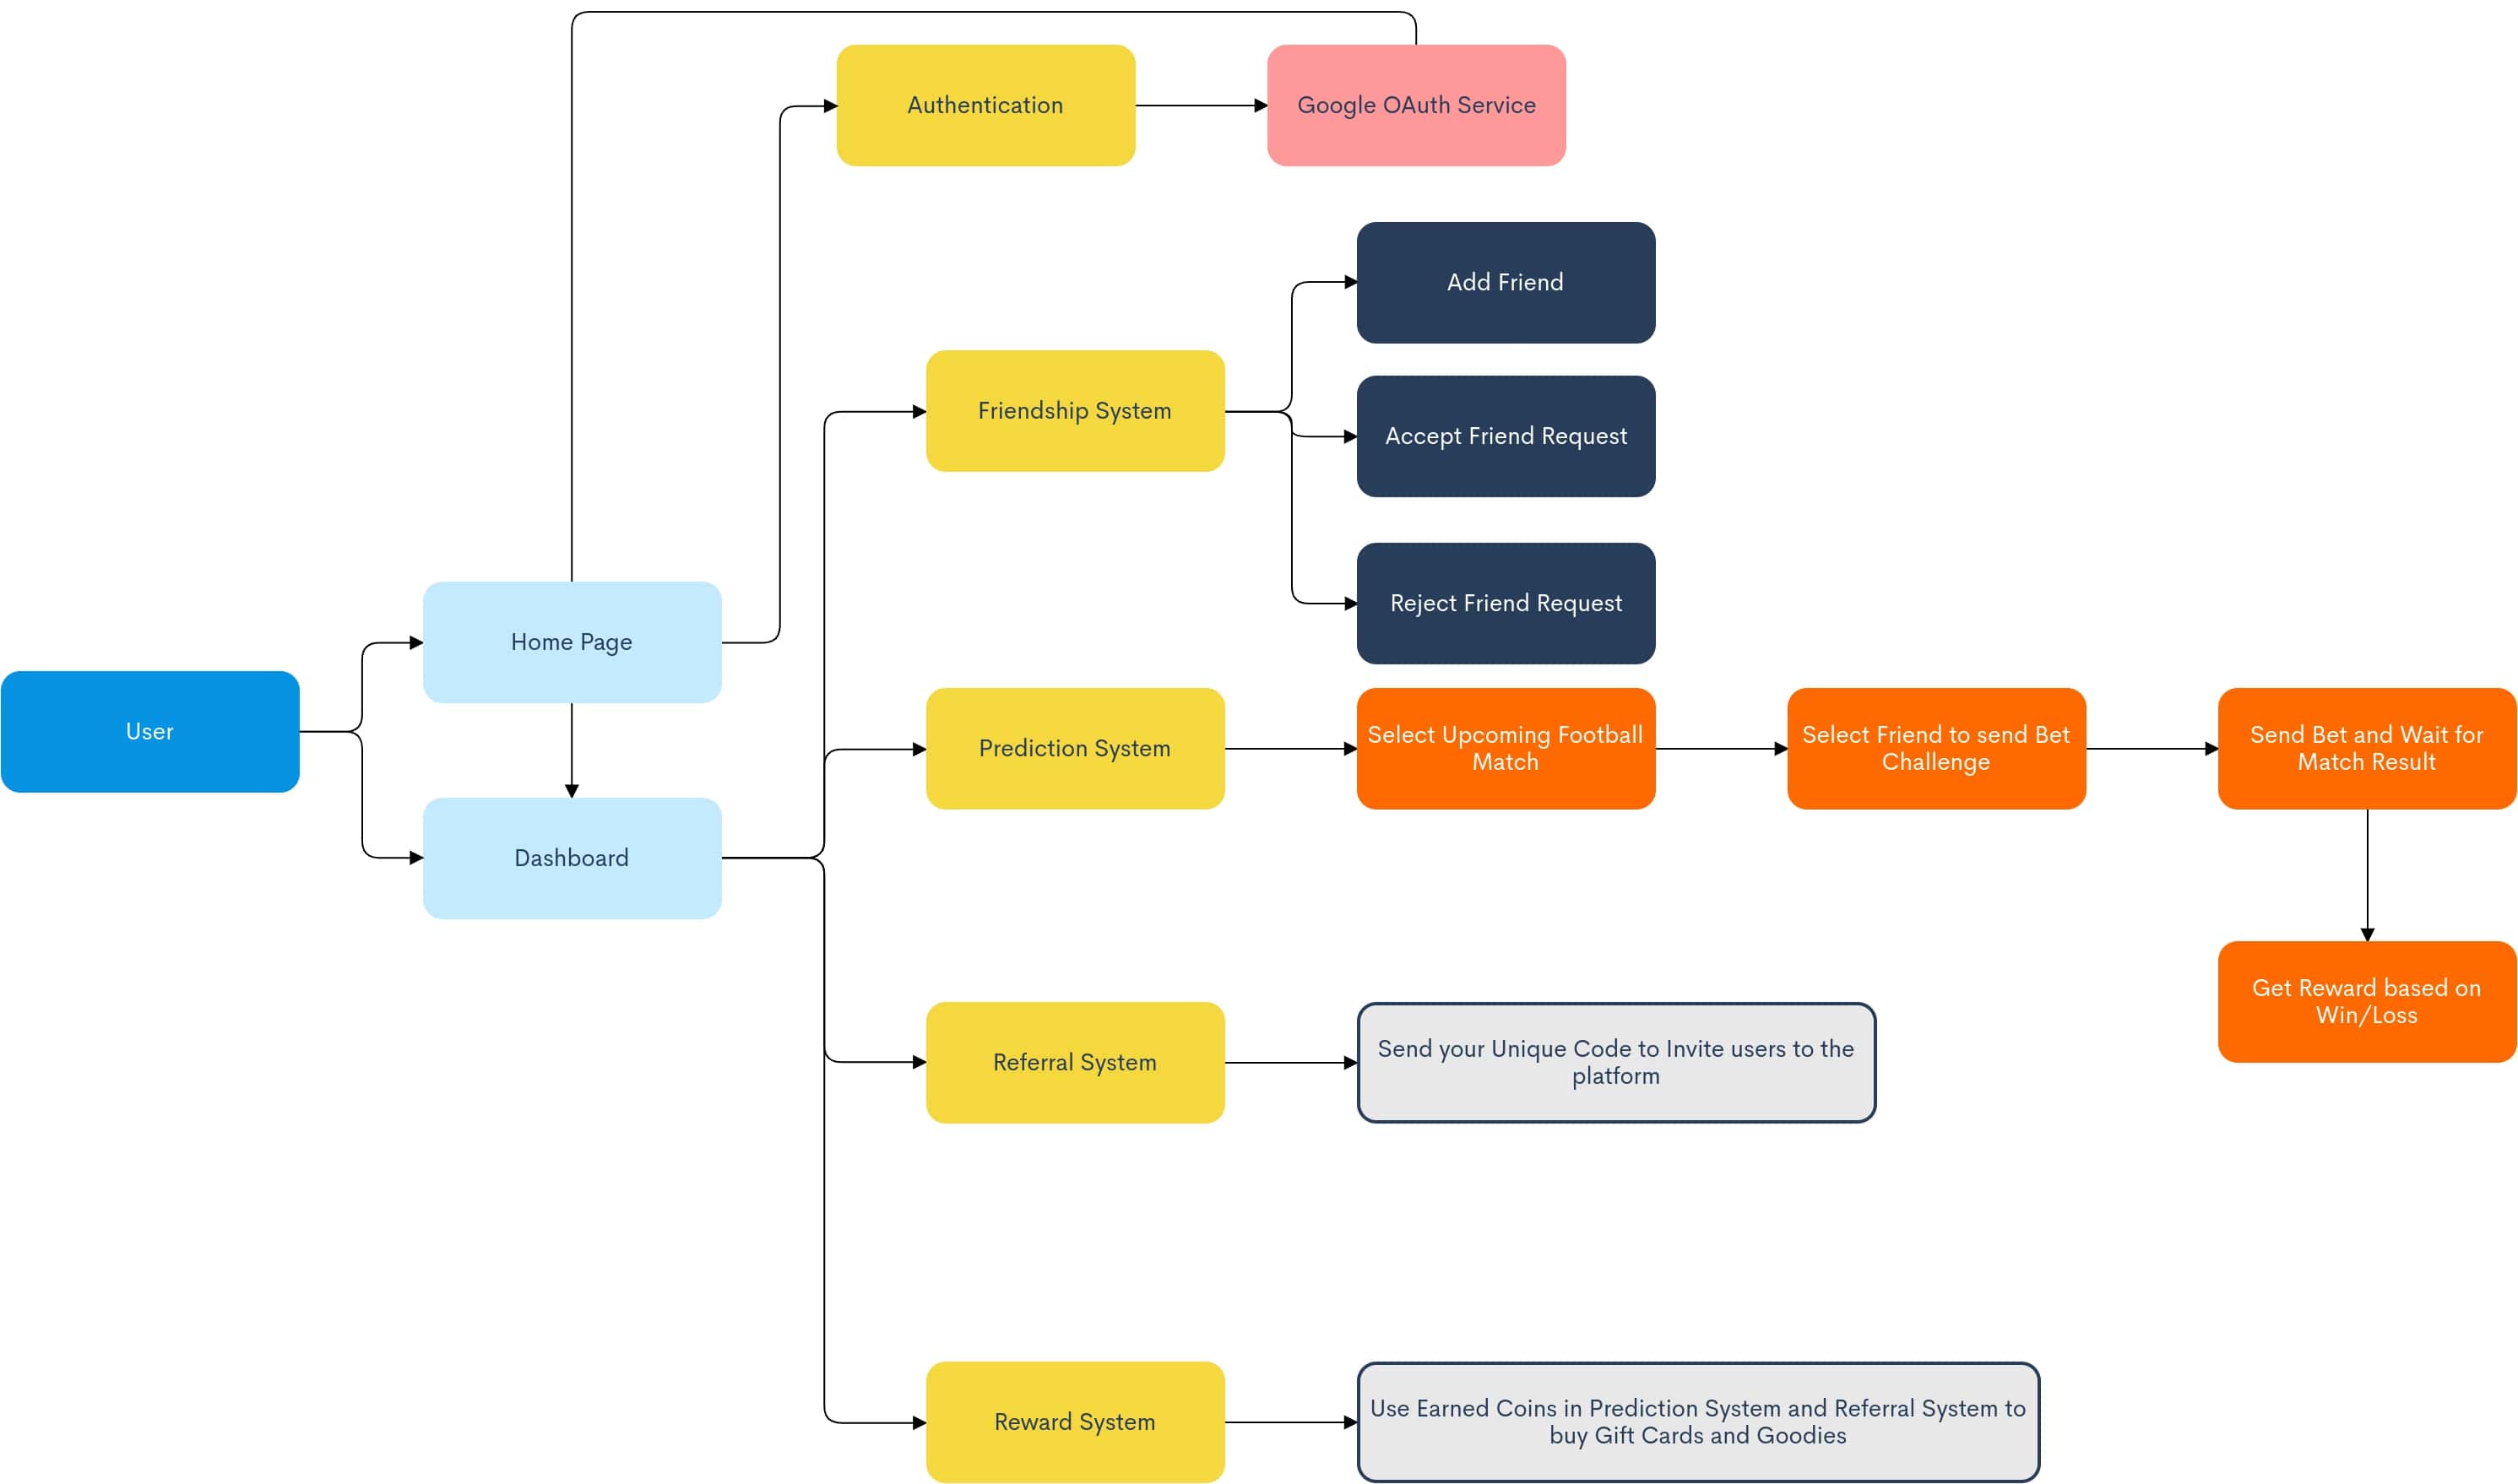 Authentication
Google OAuth Service
Add Friend
Friendship System
Accept Friend Request
Reject Friend Request
Home Page
User
Dashboard
Prediction System
Select Upcoming Football
Match
Select Friend to send Bet
Challenge
Send Bet and Wait for
Match Result
Get Reward based on
Win/Loss
Referral System
Send your Unique Code to Invite users to the
platform
Reward System
Use Earned Coins in Prediction System and Referral System to
buy Gift Cards and Goodies